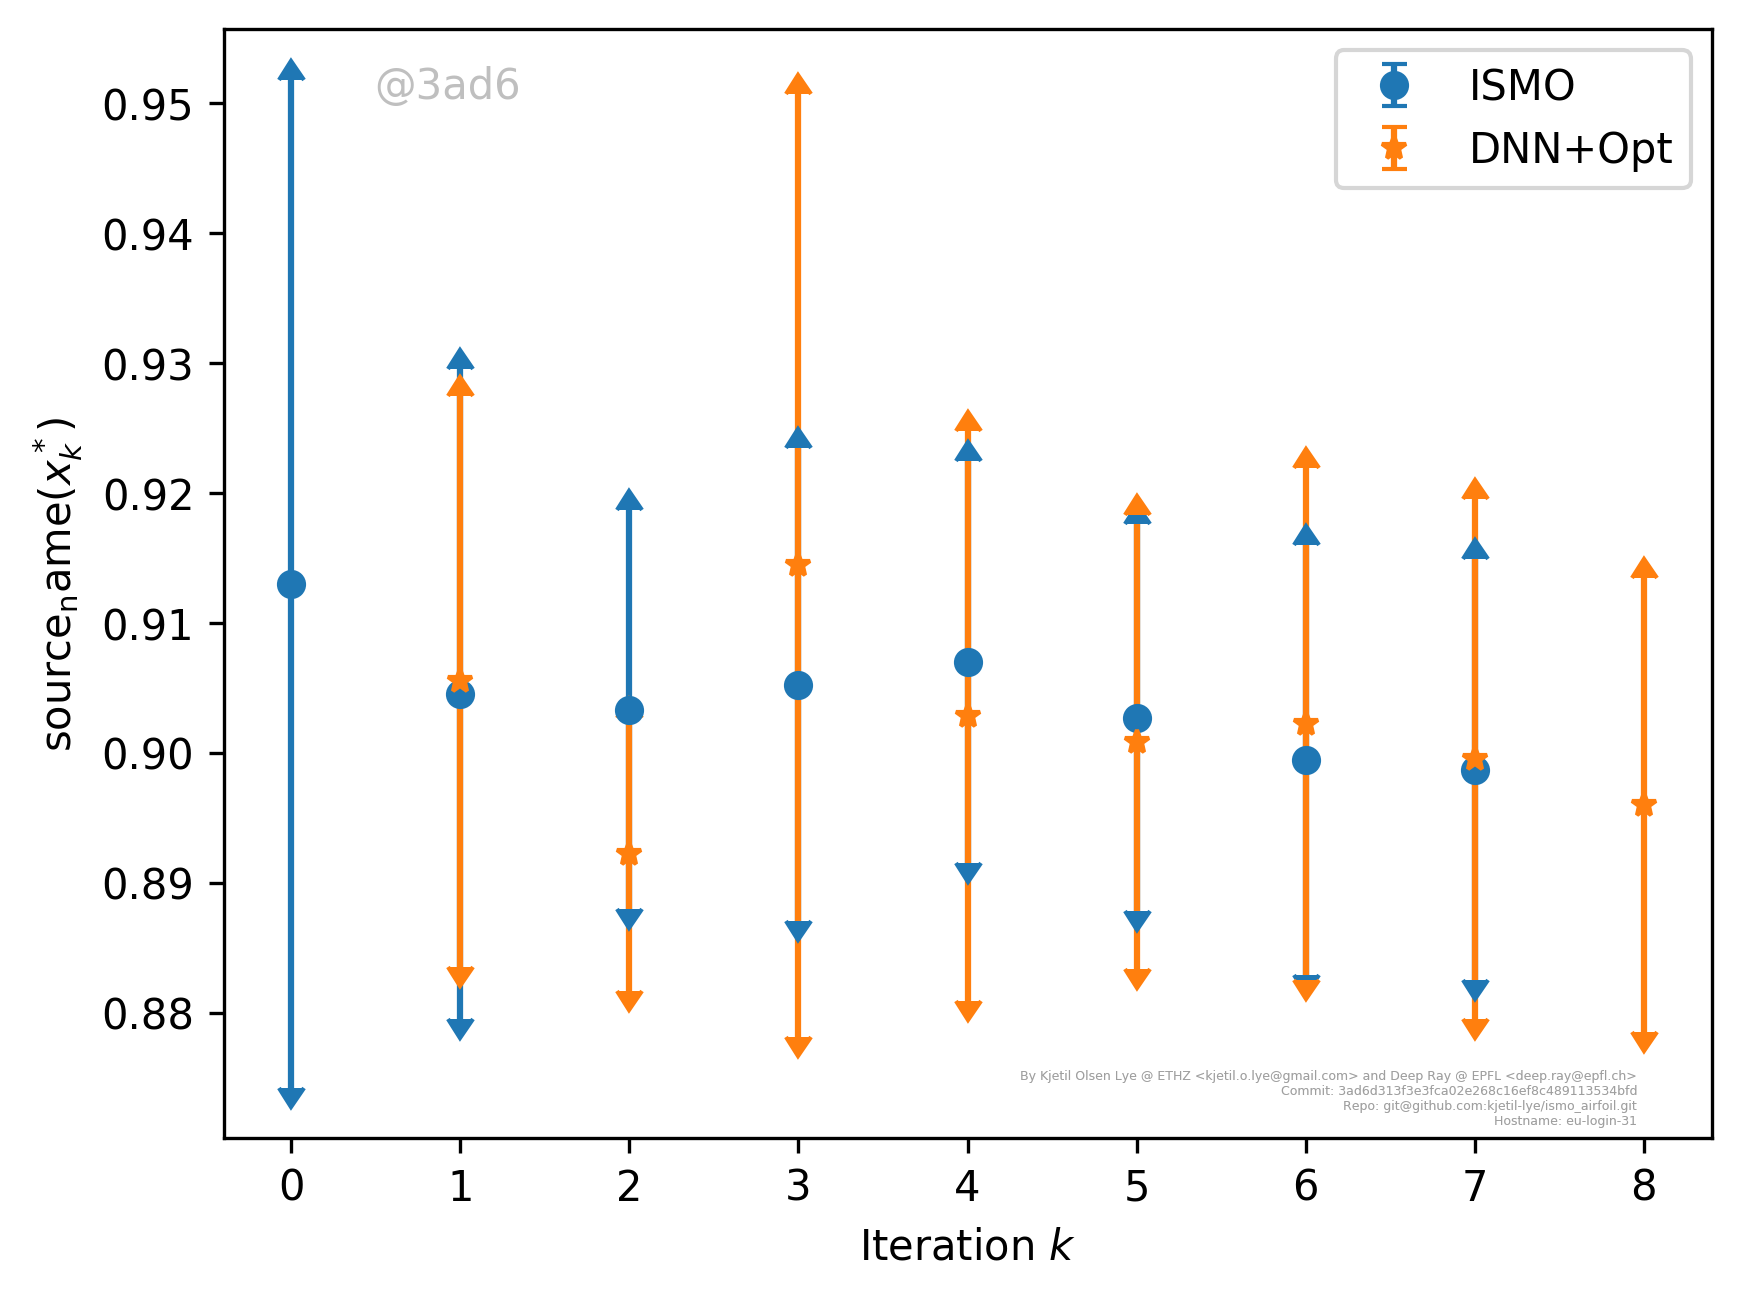 @3ad6
ISMO
DNN+Opt
0.95
0.94
0.93
0.92
0.91
0.90
0.89
0.88
source_name(x_k^*)
By Kjetil Olsen Lye @ ETHZ <kjetil.o.lye@gmail.com> and Deep Ray @ EPFL <deep.ray@epfl.ch>
Commit: 3ad6d313f3e3fca02e268c16ef8c489113534bfd
Repo: git@github.com:kjetil-lye/ismo_airfoil.git
Hostname: eu-login-31
0 1 2 3 4 5 6 7 8
Iteration k